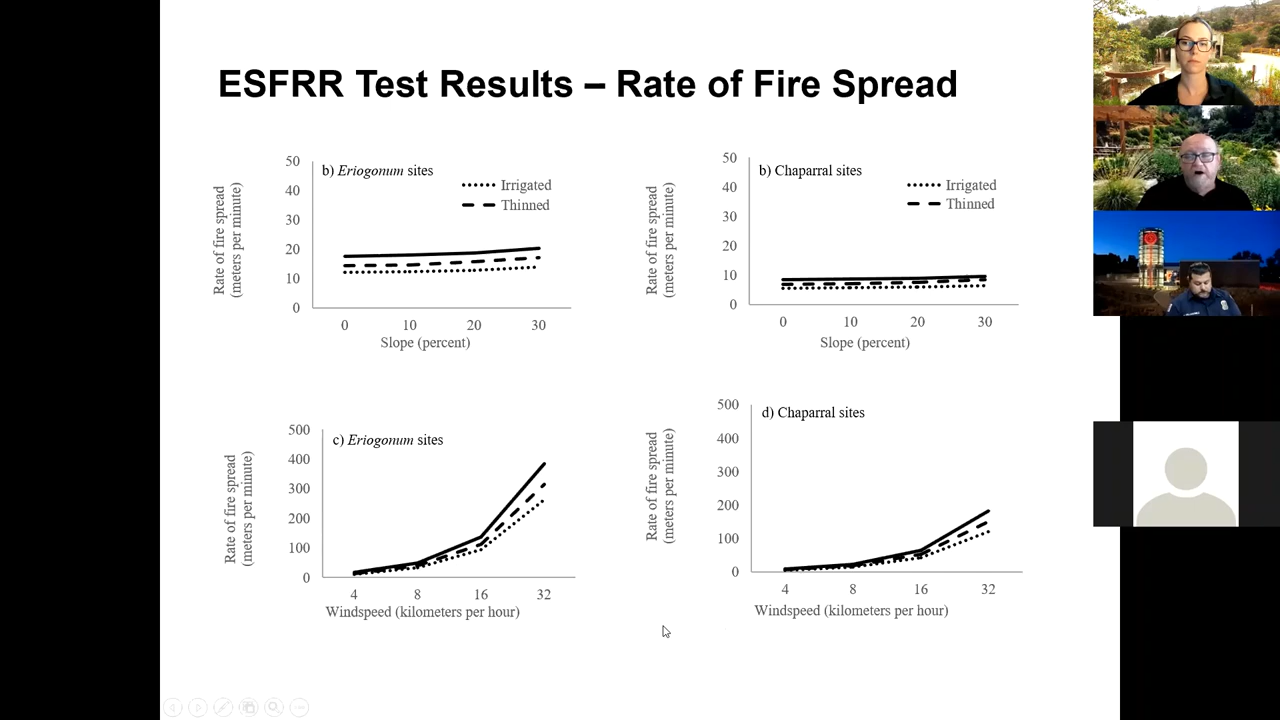 ESFRR Test Results – Rate of Fire Spread
b) Eriogonum sites
Irrigated
Thinned
50
40
30
20
10
0
Rate of fire spread
(meters per minute)
0 10 20 30
Slope (percent)
b) Chaparral sites
Irrigated
Thinned
50
40
30
20
10
0
Rate of fire spread
(meters per minute)
0 10 20 30
Slope (percent)
c) Eriogonum sites
500
400
300
200
100
0
Rate of fire spread
(meters per minute)
4 8 16 32
Windspeed (kilometers per hour)
d) Chaparral sites
500
400
300
200
100
0
Rate of fire spread
(meters per minute)
4 8 16 32
Windspeed (kilometers per hour)